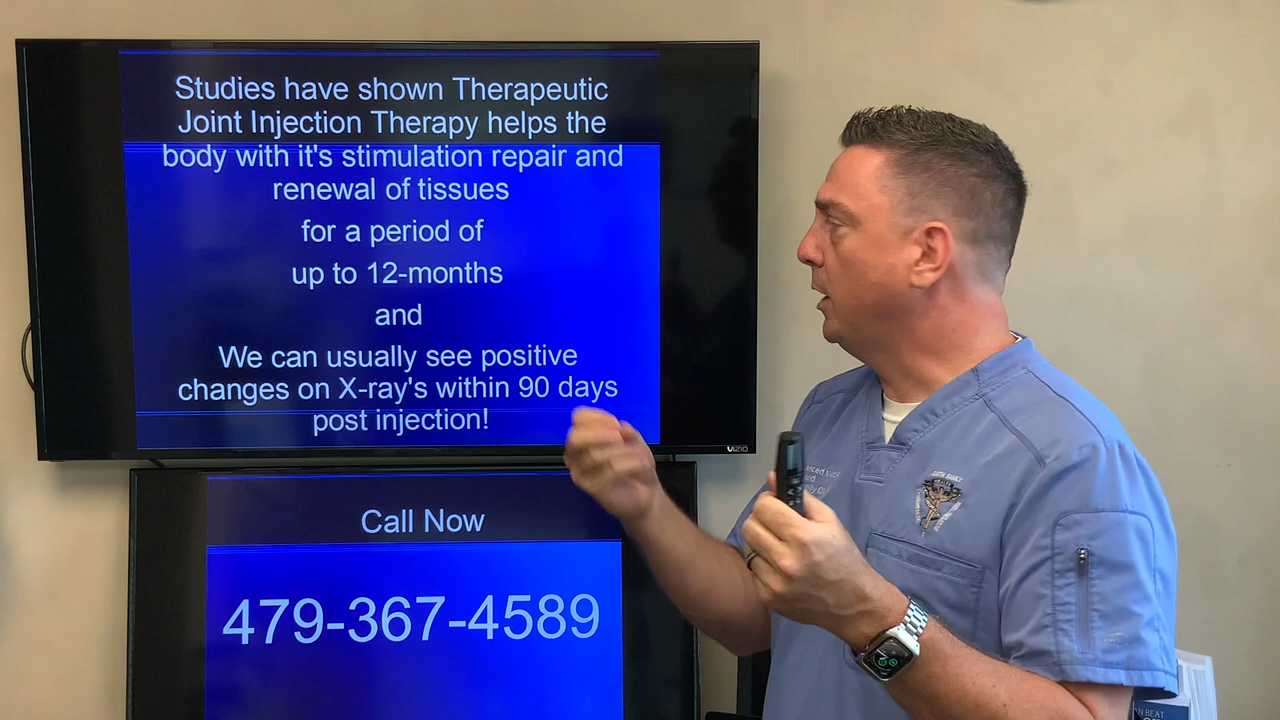 Studies have shown Therapeutic
Joint Injection Therapy helps the
body with it's stimulation repair and
renewal of tissues
for a period of
up to 12-months
and
We can usually see positive
changes on X-ray's within 90 days
post injection!
VIZIO
Call Now
479-367-4589